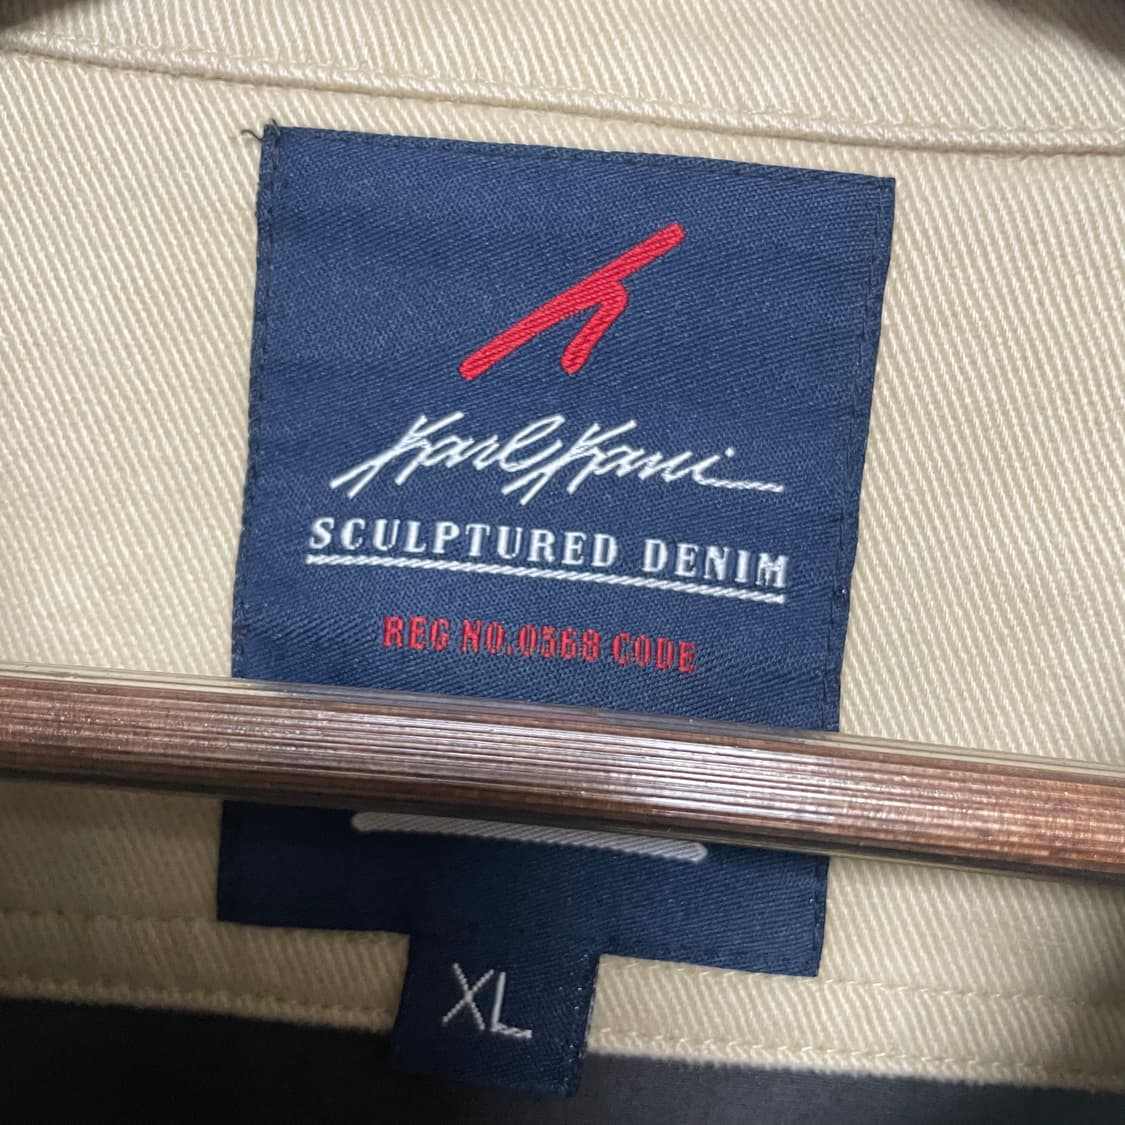 Karl Kani
SCULPTURED DENIM
REG NO.0568 CODE
XL